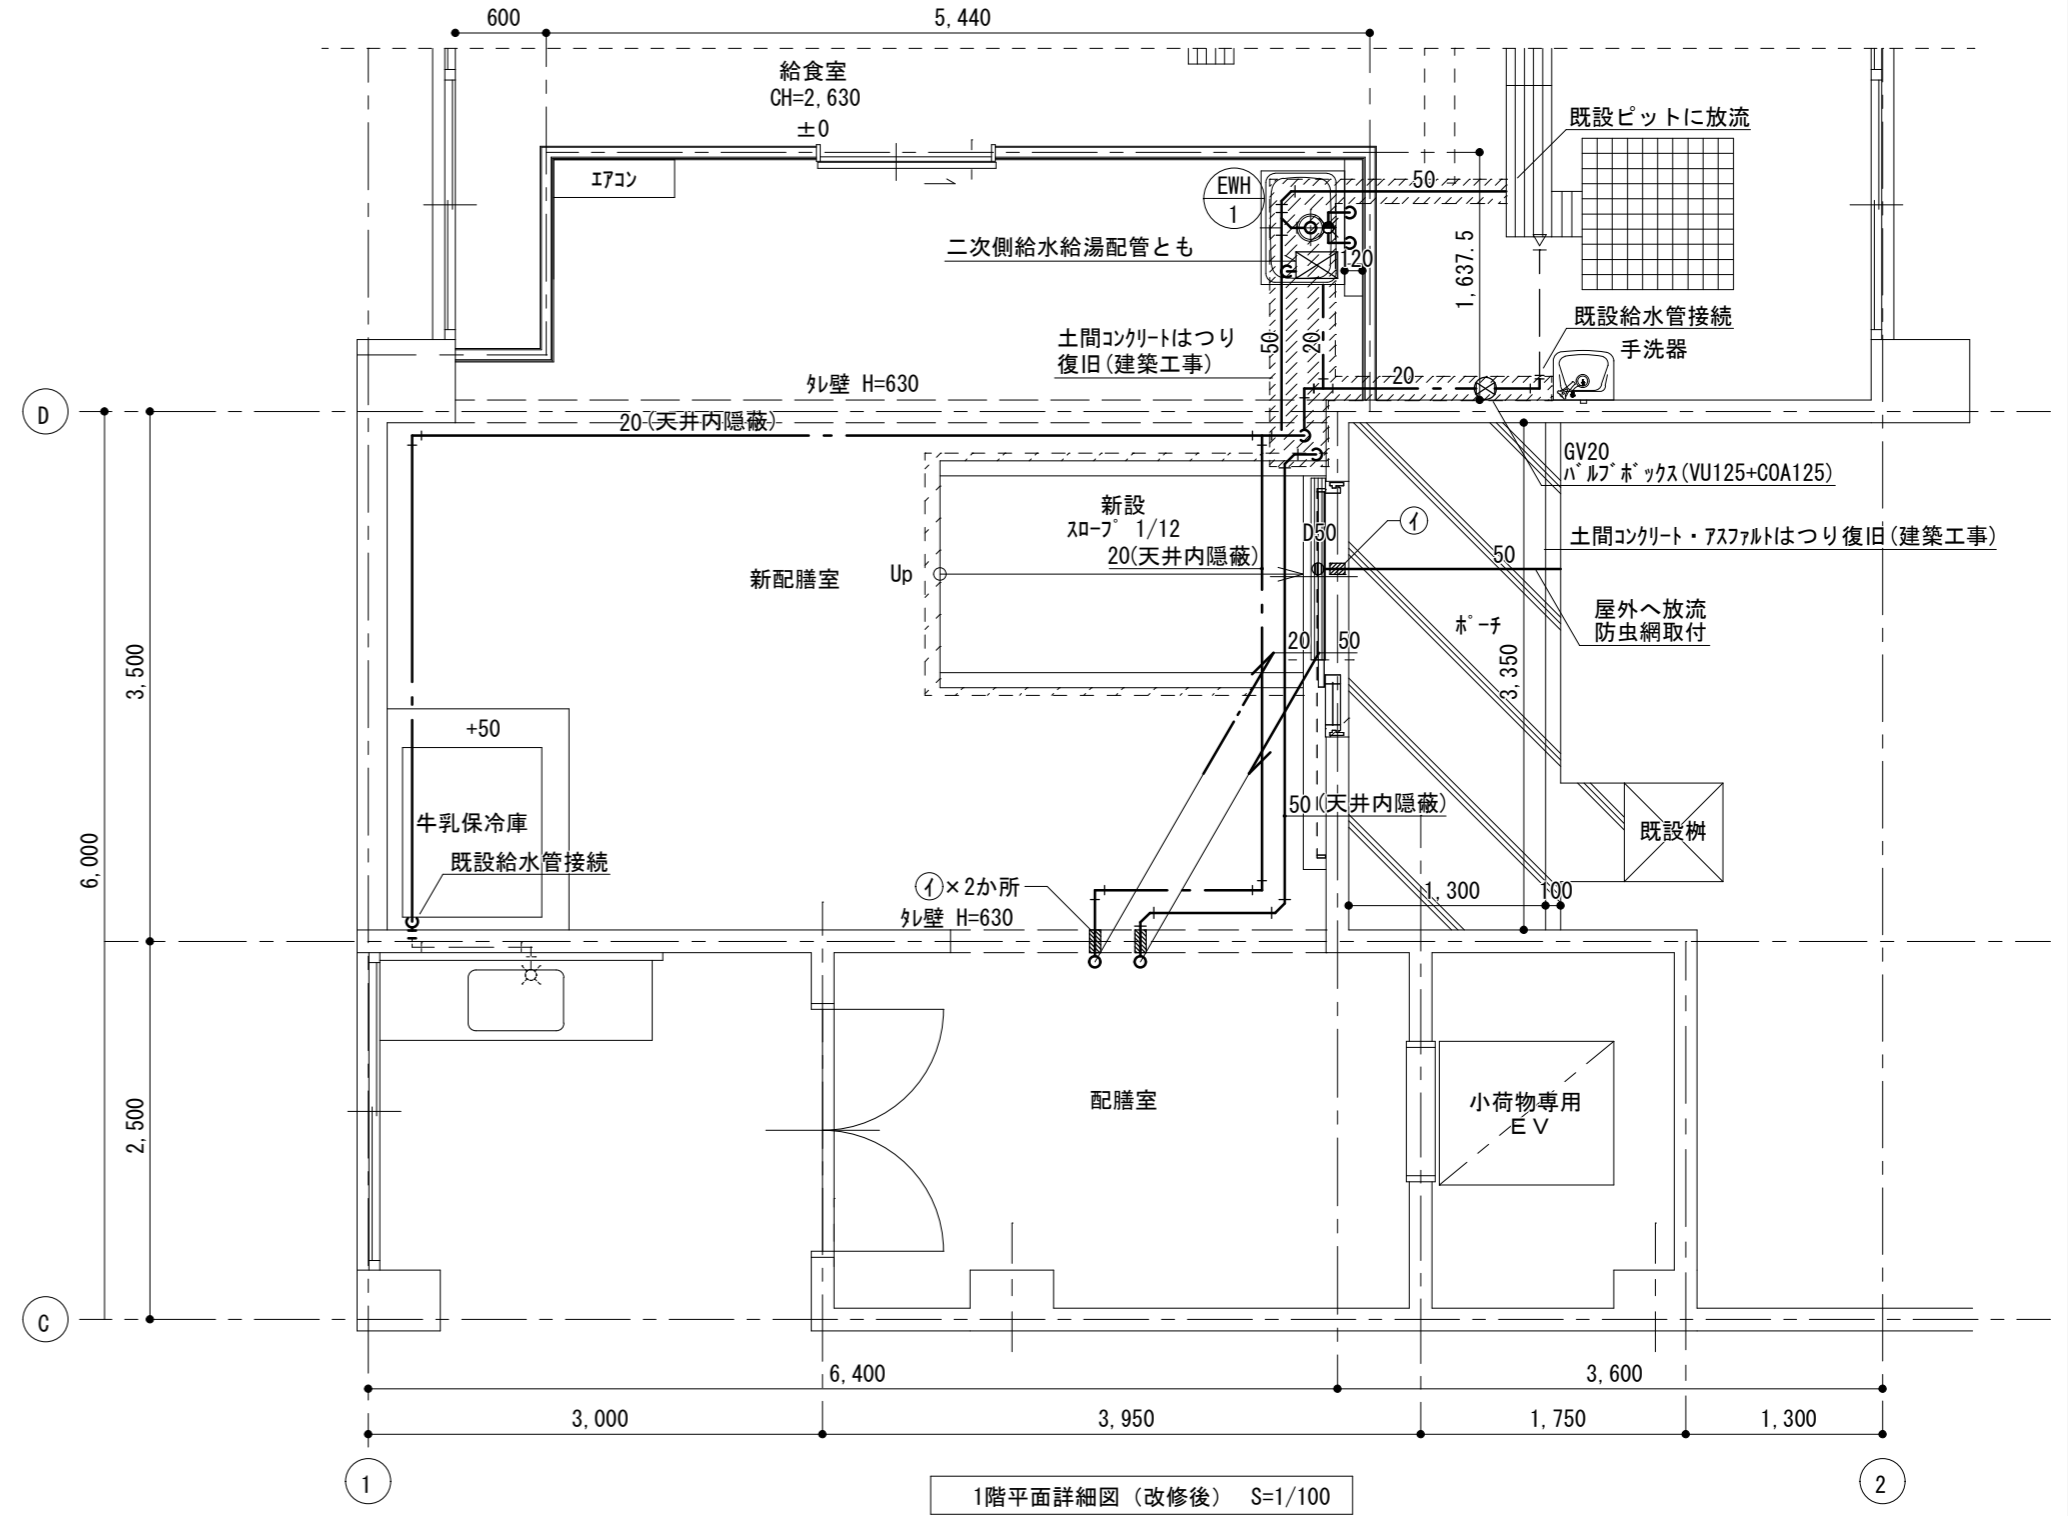 600
5,440
給食室
CH=2,630
±0
エアコン
EWH
1
50
既設ピットに放流
二次側給水給湯配管とも
120
1,637.5
既設給水管接続
手洗器
土間コンクリートはつり
復旧(建築工事)
50
20
20
タレ壁 H=630
D
20(天井内隠蔽)
GV20
バルブボックス(VU125+COA125)
新設
スロープ 1/12
20(天井内隠蔽)
D50
イ
土間コンクリート・アスファルトはつり復旧(建築工事)
50
新配膳室
Up
屋外へ放流
防虫網取付
ポーチ
20
50
3,350
3,500
6,000
+50
牛乳保冷庫
既設給水管接続
50(天井内隠蔽)
既設桝
イ×2か所
タレ壁 H=630
1,300
100
2,500
配膳室
小荷物専用
EV
C
6,400
3,600
3,000
3,950
1,750
1,300
1
2
1階平面詳細図(改修後) S=1/100